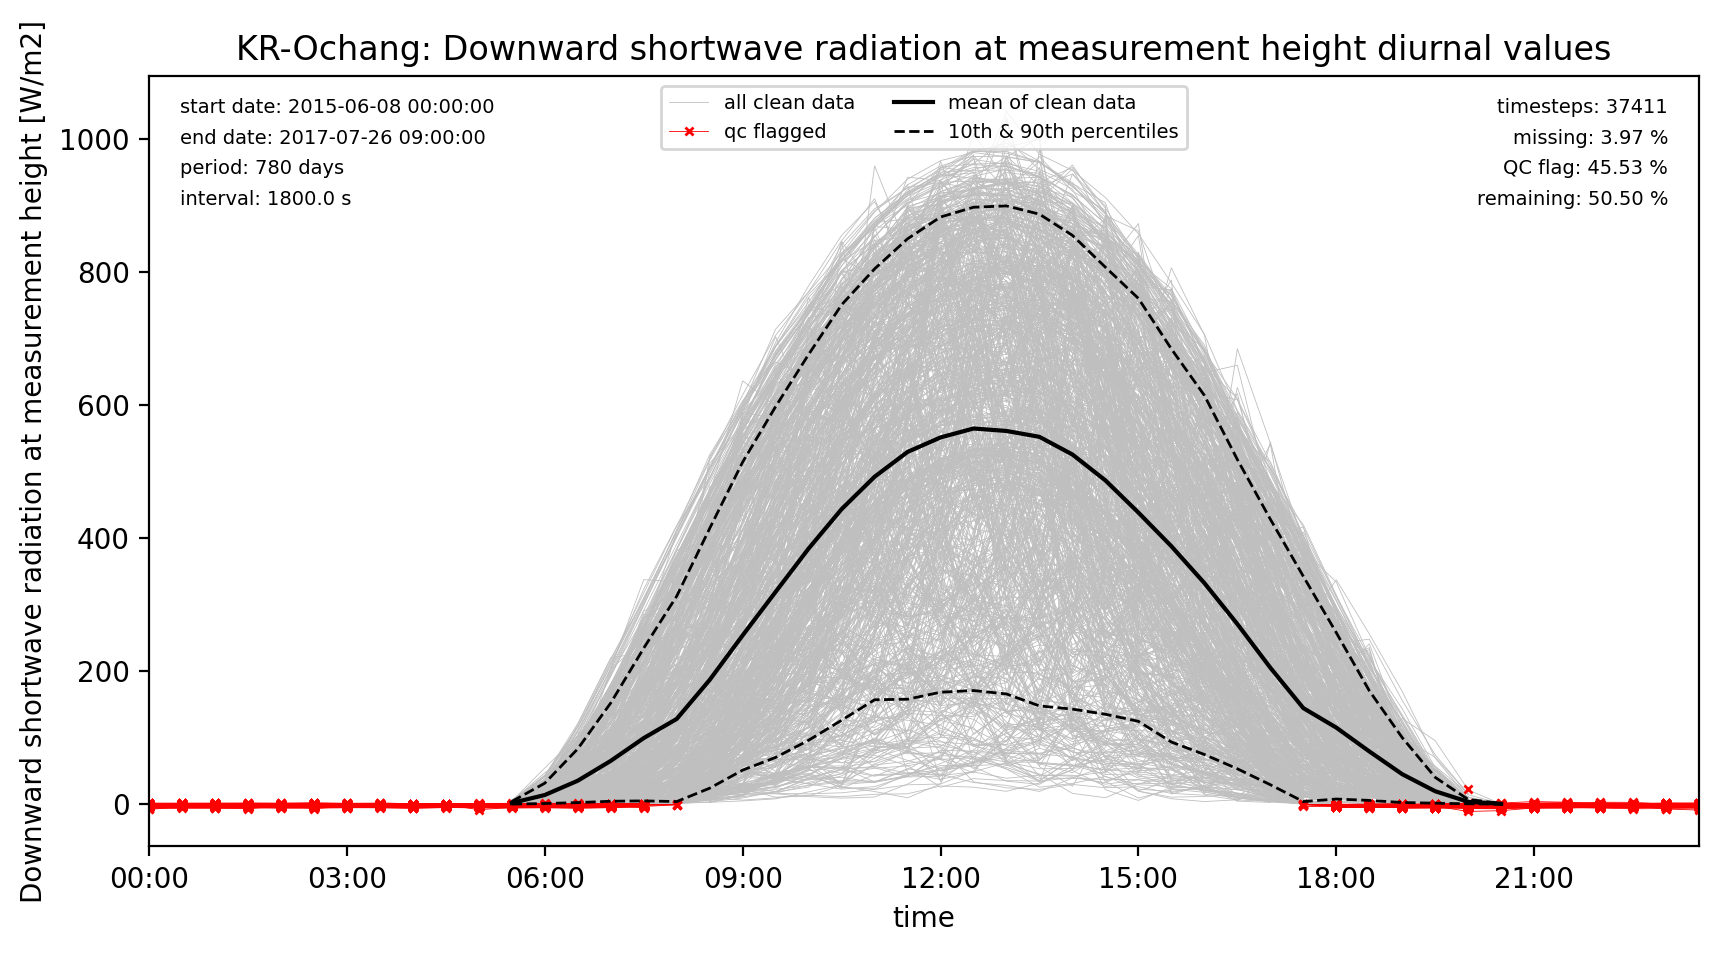 KR-Ochang: Downward shortwave radiation at measurement height diurnal values
Downward shortwave radiation at measurement height [W/m2]
start date: 2015-06-08 00:00:00
end date: 2017-07-26 09:00:00
period: 780 days
interval: 1800.0 s
all clean data
qc flagged
mean of clean data
10th & 90th percentiles
timesteps: 37411
missing: 3.97 %
QC flag: 45.53 %
remaining: 50.50 %
1000
800
600
400
200
0
00:00 03:00 06:00 09:00 12:00 15:00 18:00 21:00
time